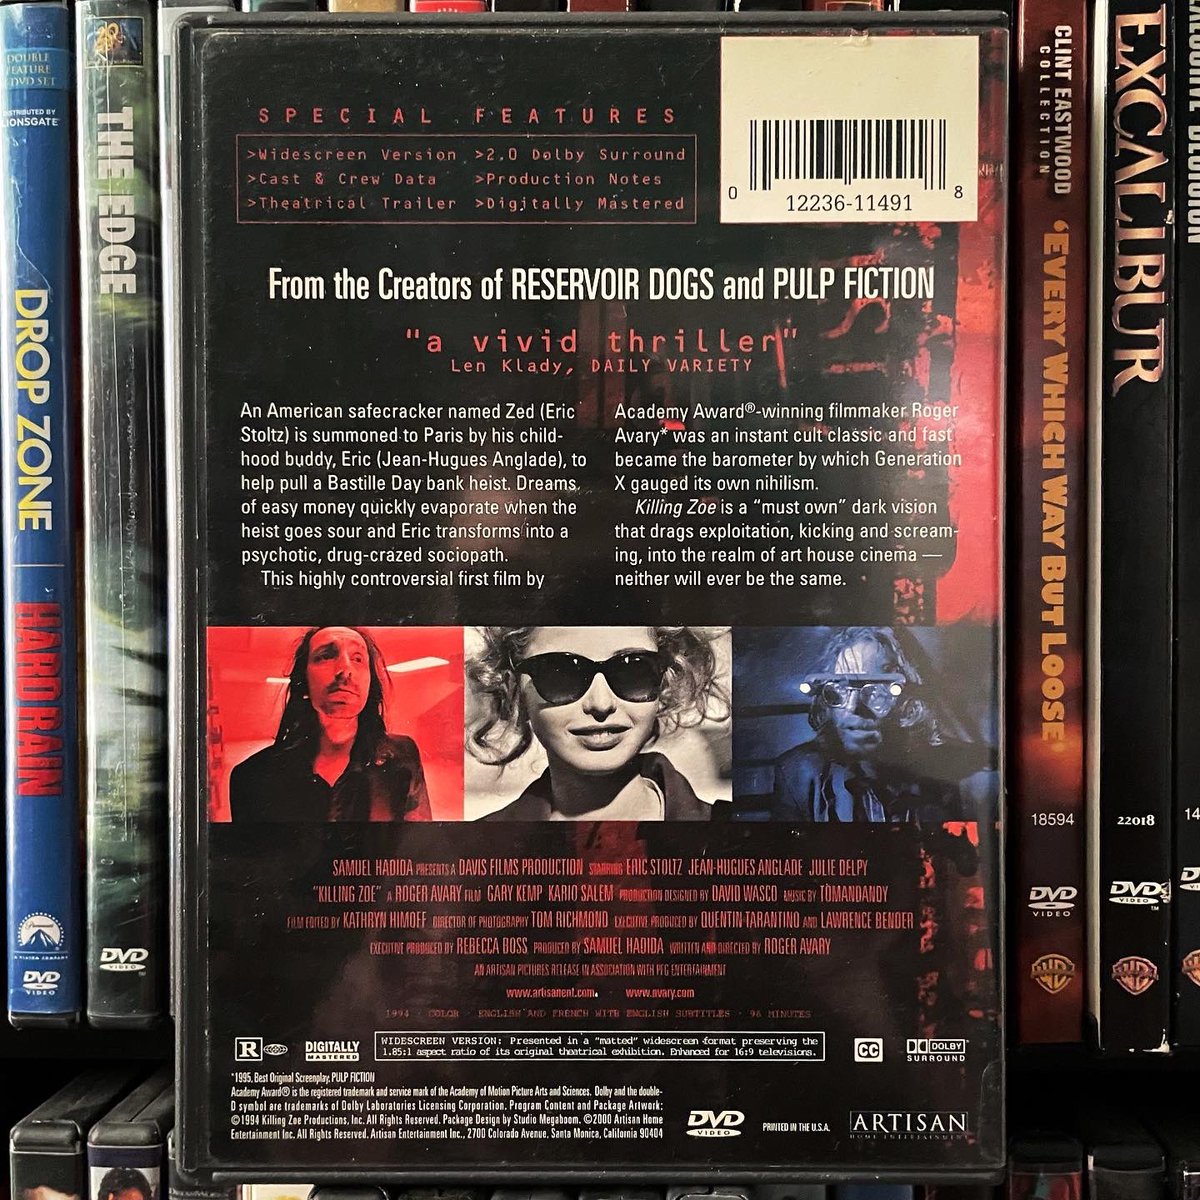 DOUBLE
FEATURE
2 DVD SET
DISTRIBUTED BY
LIONSGATE
DROP ZONE
HARD RAIN
Paramount
DVD
VIDEO
THE EDGE
DVD
VIDEO
SPECIAL FEATURES
>Widescreen Version >2.0 Dolby Surround
>Cast & Crew Data >Production Notes
>Theatrical Trailer >Digitally Mastered
0 12236-11491 8
From the Creators of RESERVOIR DOGS and PULP FICTION
"a vivid thriller"
Len Klady, DAILY VARIETY
An American safecracker named Zed (Eric
Stoltz) is summoned to Paris by his child-
hood buddy, Eric (Jean-Hugues Anglade), to
help pull a Bastille Day bank heist. Dreams
of easy money quickly evaporate when the
heist goes sour and Eric transforms into a
psychotic, drug-crazed sociopath.
This highly controversial first film by
Academy Award®-winning filmmaker Roger
Avary* was an instant cult classic and fast
became the barometer by which Generation
X gauged its own nihilism.
Killing Zoe is a “must own” dark vision
that drags exploitation, kicking and scream-
ing, into the realm of art house cinema —
neither will ever be the same.
SAMUEL HADIDA PRESENTS A DAVIS FILMS PRODUCTION STARRING ERIC STOLTZ JEAN-HUGUES ANGLADE JULIE DELPY
"KILLING ZOE" A ROGER AVARY FILM GARY KEMP KARIO SALEM PRODUCTION DESIGNED BY DAVID WASCO MUSIC BY TOMANDANDY
FILM EDITED BY KATHRYN HIMOFF DIRECTOR OF PHOTOGRAPHY TOM RICHMOND EXECUTIVE PRODUCED BY QUENTIN TARANTINO AND LAWRENCE BENDER
EXECUTIVE PRODUCED BY REBECCA BOSS PRODUCED BY SAMUEL HADIDA WRITTEN AND DIRECTED BY ROGER AVARY
AN ARTISAN PICTURES RELEASE IN ASSOCIATION WITH PFG ENTERTAINMENT
www.artisanent.com. www.avary.com
1994 · COLOR · ENGLISH AND FRENCH WITH ENGLISH SUBTITLES · 96 MINUTES
R
DIGITALLY
MASTERED
WIDESCREEN VERSION: Presented in a "matted" widescreen format preserving the
1.85:1 aspect ratio of its original theatrical exhibition. Enhanced for 16:9 televisions.
CC
DOLBY
SURROUND
*1995, Best Original Screenplay, PULP FICTION
Academy Award® is the registered trademark and service mark of the Academy of Motion Picture Arts and Sciences. Dolby and the double-
D symbol are trademarks of Dolby Laboratories Licensing Corporation. Program Content and Package Artwork:
©1994 Killing Zoe Productions, Inc. All Rights Reserved. Package Design by Studio Megaboom. ©2000 Artisan Home
Entertainment Inc. All Rights Reserved. Artisan Entertainment Inc., 2700 Colorado Avenue, Santa Monica, California 90404
DVD
VIDEO
PRINTED IN THE U.S.A.
ARTISAN
HOME ENTERTAINMENT
CLINT EASTWOOD
COLLECTION
‘EVERY WHICH WAY BUT LOOSE’
18594
DVD
VIDEO
EXCALIBUR
22018
DVD
VIDEO